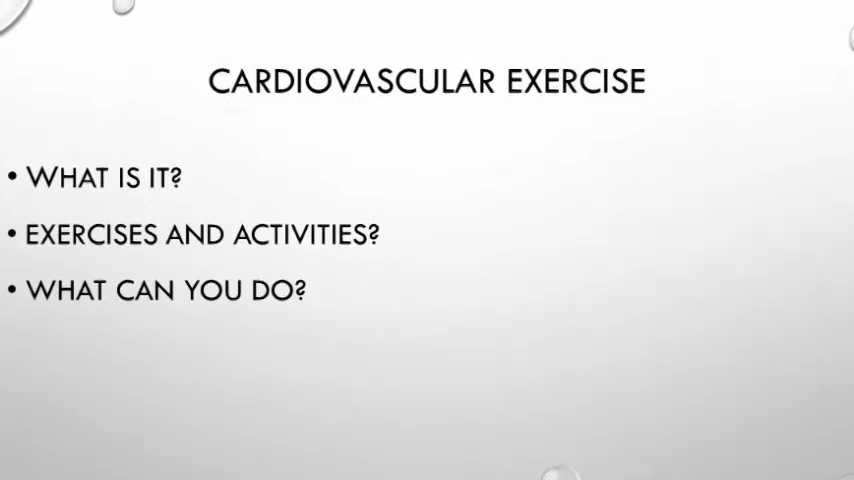 CARDIOVASCULAR EXERCISE
• WHAT IS IT?
• EXERCISES AND ACTIVITIES?
• WHAT CAN YOU DO?